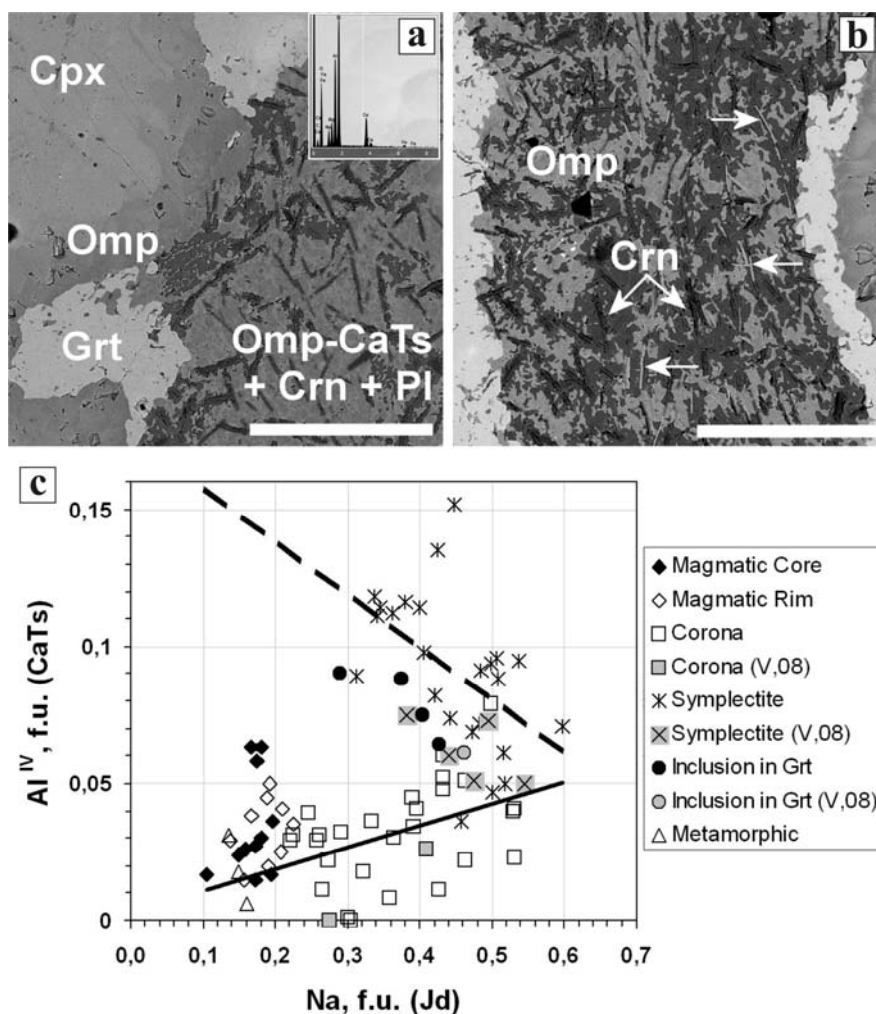 a
Cpx
Omp
Grt
Omp-CaTs
+ Crn + Pl
b
Omp
Crn
c
Al^IV, f.u. (CaTs)
0,15
0,1
0,05
0
0,0 0,1 0,2 0,3 0,4 0,5 0,6 0,7
Na, f.u. (Jd)
Magmatic Core
Magmatic Rim
Corona
Corona (V,08)
Symplectite
Symplectite (V,08)
Inclusion in Grt
Inclusion in Grt (V,08)
Metamorphic